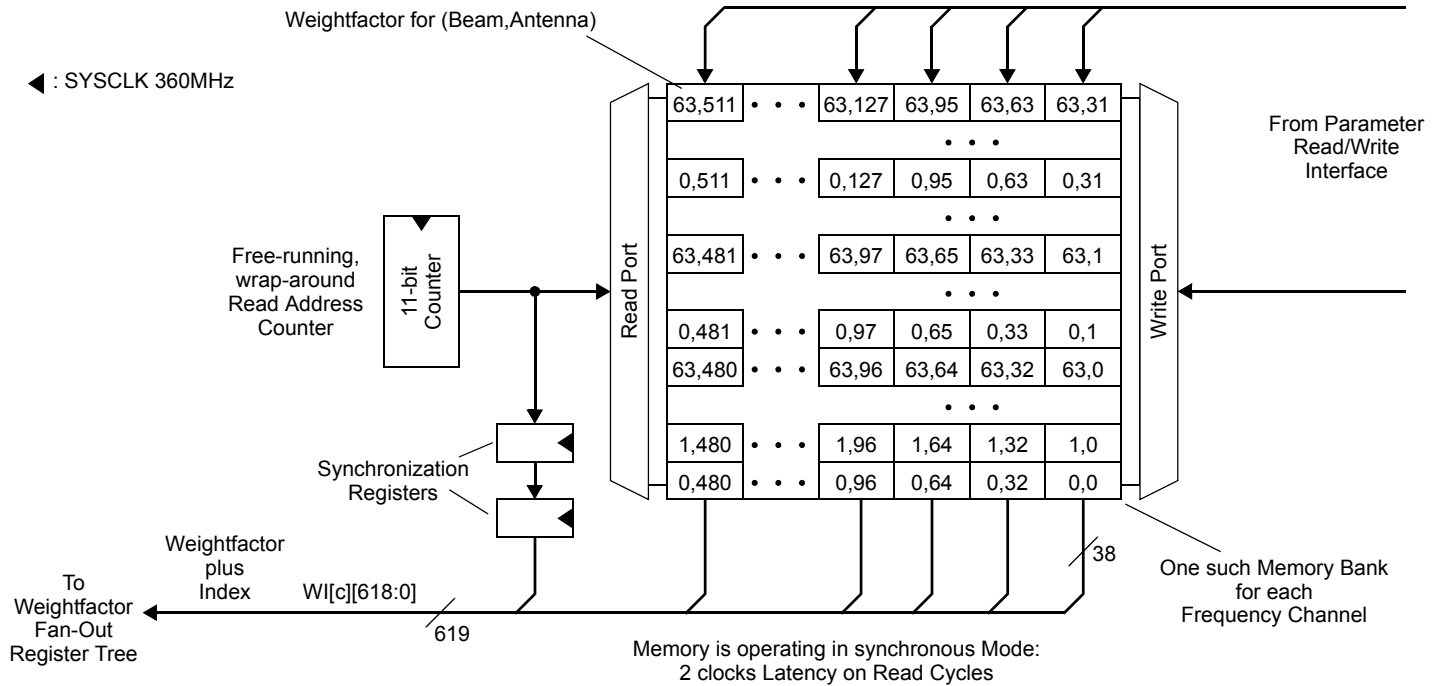 Weightfactor for (Beam,Antenna)
◀ : SYSCLK 360MHz
63,511 • • • 63,127 63,95 63,63 63,31
• • •
0,511 • • • 0,127 0,95 0,63 0,31
• • •
63,481 • • • 63,97 63,65 63,33 63,1
• • •
0,481 • • • 0,97 0,65 0,33 0,1
63,480 • • • 63,96 63,64 63,32 63,0
• • •
1,480 • • • 1,96 1,64 1,32 1,0
0,480 • • • 0,96 0,64 0,32 0,0
Read Port
Write Port
From Parameter
Read/Write
Interface
Free-running,
wrap-around
Read Address
Counter
11-bit
Counter
Synchronization
Registers
38
Weightfactor
plus
Index
WI[c][618:0]
619
To
Weightfactor
Fan-Out
Register Tree
One such Memory Bank
for each
Frequency Channel
Memory is operating in synchronous Mode:
2 clocks Latency on Read Cycles